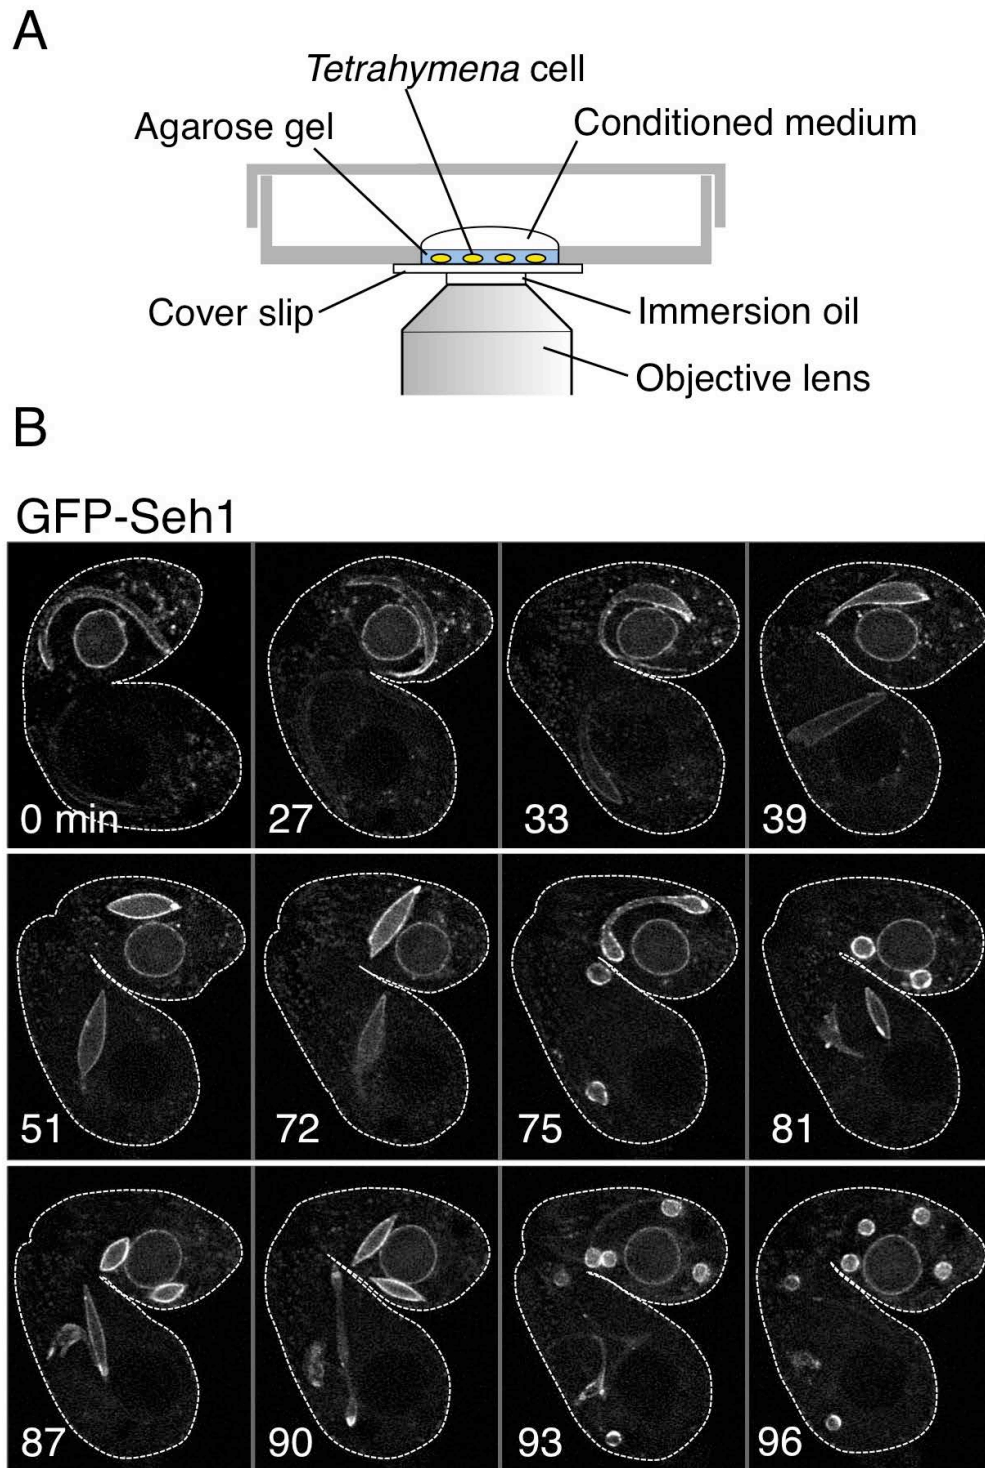 A
Tetrahymena cell
Agarose gel
Conditioned medium
Cover slip
Immersion oil
Objective lens
B
GFP-Seh1
0 min
27
33
39
51
72
75
81
87
90
93
96